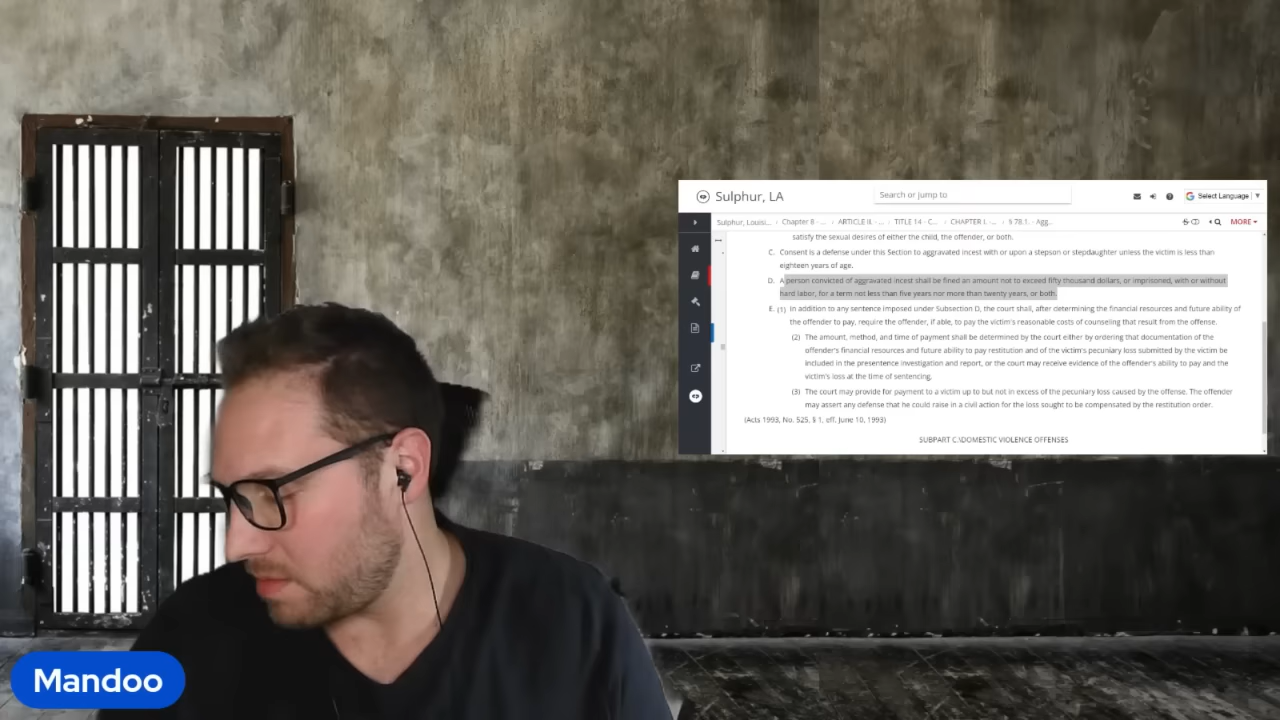 Sulphur, LA
Search or jump to
Select Language
Sulphur, Louisi...
Chapter 8 - ...
ARTICLE II. - ...
TITLE 14 - C...
CHAPTER I. -...
§ 78.1. - Agg...
MORE
satisfy the sexual desires of either the child, the offender, or both.
C. Consent is a defense under this Section to aggravated incest with or upon a stepson or stepdaughter unless the victim is less than
eighteen years of age.
D. A person convicted of aggravated incest shall be fined an amount not to exceed fifty thousand dollars, or imprisoned, with or without
hard labor, for a term not less than five years nor more than twenty years, or both.
E. (1) In addition to any sentence imposed under Subsection D, the court shall, after determining the financial resources and future ability of
the offender to pay, require the offender, if able, to pay the victim's reasonable costs of counseling that result from the offense.
(2) The amount, method, and time of payment shall be determined by the court either by ordering that documentation of the
offender's financial resources and future ability to pay restitution and of the victim's pecuniary loss submitted by the victim be
included in the presentence investigation and report, or the court may receive evidence of the offender's ability to pay and the
victim's loss at the time of sentencing.
(3) The court may provide for payment to a victim up to but not in excess of the pecuniary loss caused by the offense. The offender
may assert any defense that he could raise in a civil action for the loss sought to be compensated by the restitution order.
(Acts 1993, No. 525, § 1, eff. June 10, 1993)
SUBPART C.\DOMESTIC VIOLENCE OFFENSES
Mandoo